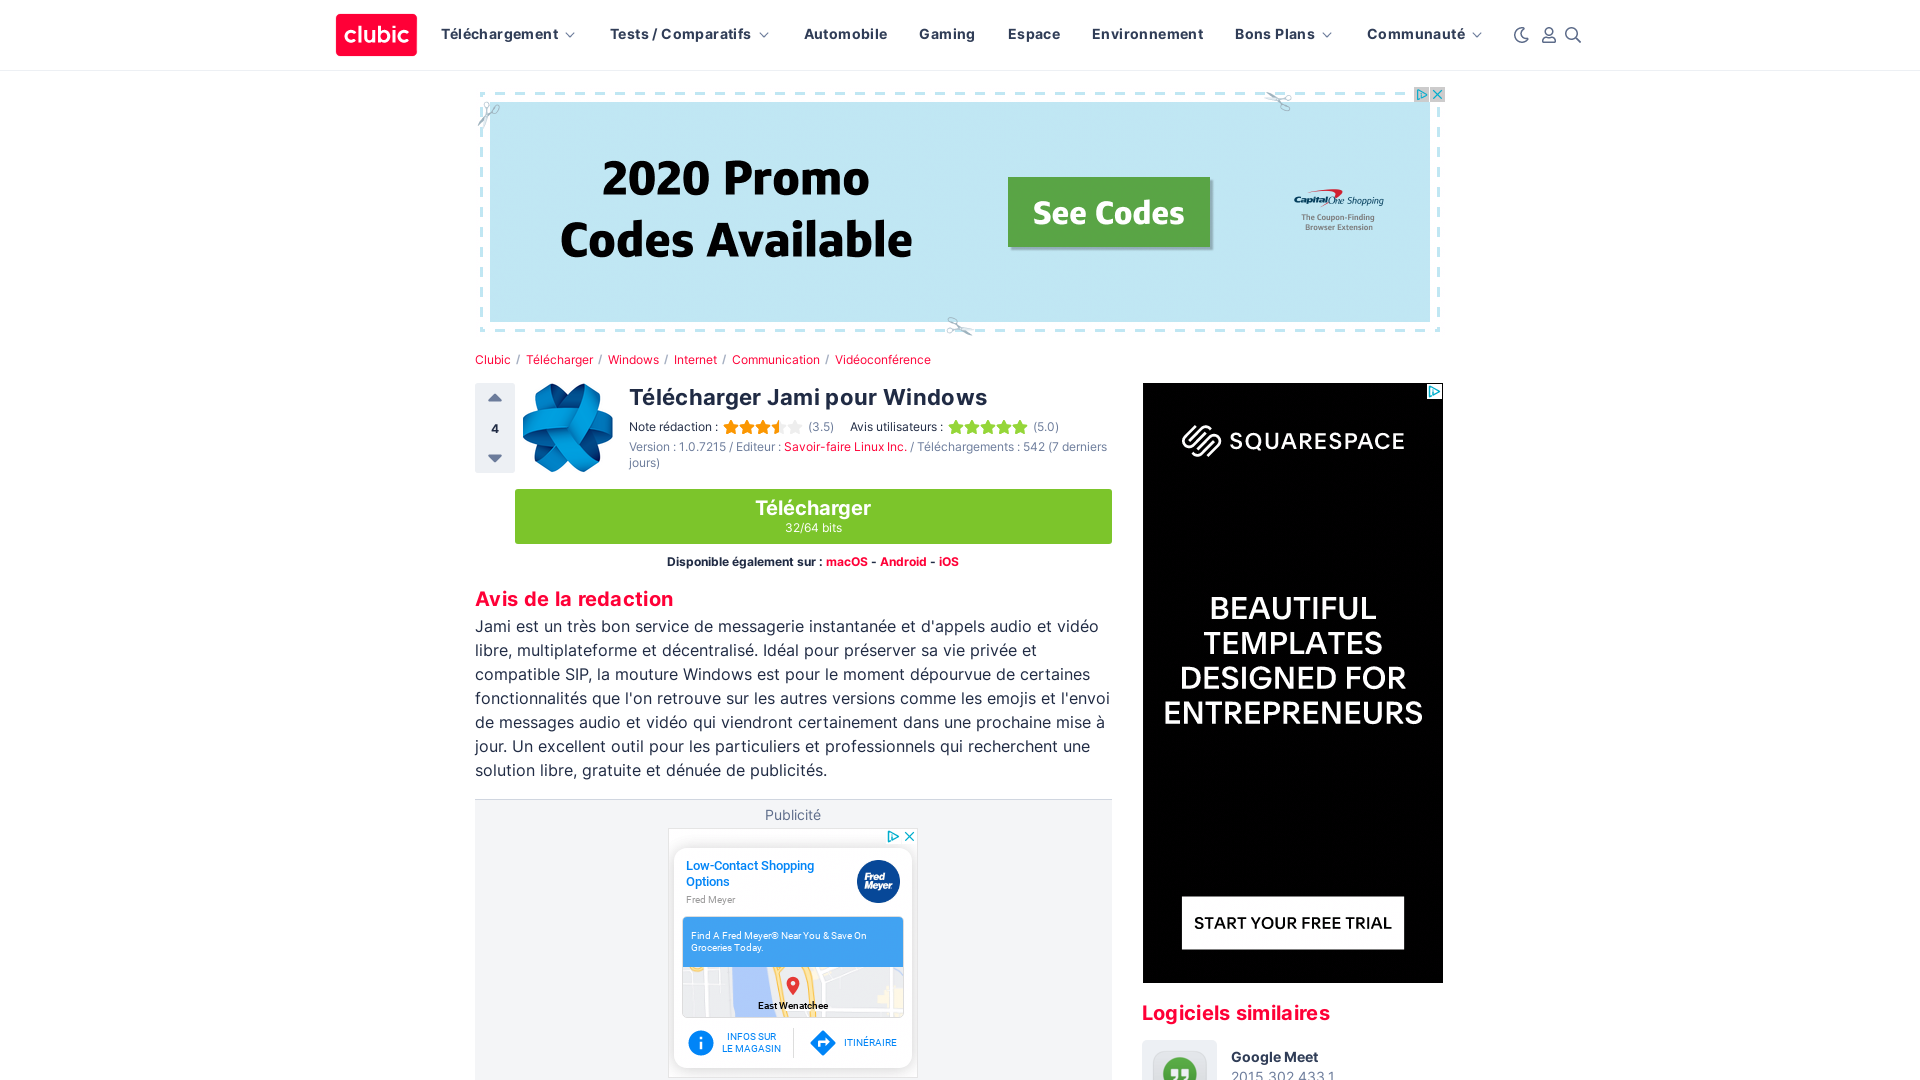 clubic
Téléchargement
Tests / Comparatifs
Automobile
Gaming
Espace
Environnement
Bons Plans
Communauté
2020 Promo
Codes Available
See Codes
Capital One Shopping
The Coupon-Finding
Browser Extension
Clubic / Télécharger / Windows / Internet / Communication / Vidéoconférence
4
Télécharger Jami pour Windows
Note rédaction : (3.5) Avis utilisateurs : (5.0)
Version : 1.0.7215 / Editeur : Savoir-faire Linux Inc. / Téléchargements : 542 (7 derniers
jours)
Télécharger
32/64 bits
Disponible également sur : macOS - Android - iOS
Avis de la redaction
Jami est un très bon service de messagerie instantanée et d'appels audio et vidéo
libre, multiplateforme et décentralisé. Idéal pour préserver sa vie privée et
compatible SIP, la mouture Windows est pour le moment dépourvue de certaines
fonctionnalités que l'on retrouve sur les autres versions comme les emojis et l'envoi
de messages audio et vidéo qui viendront certainement dans une prochaine mise à
jour. Un excellent outil pour les particuliers et professionnels qui recherchent une
solution libre, gratuite et dénuée de publicités.
Publicité
Low-Contact Shopping
Options
Fred Meyer
Fred
Meyer
Find A Fred Meyer® Near You & Save On
Groceries Today.
East Wenatchee
INFOS SUR
LE MAGASIN
ITINÉRAIRE
SQUARESPACE
BEAUTIFUL
TEMPLATES
DESIGNED FOR
ENTREPRENEURS
START YOUR FREE TRIAL
Logiciels similaires
Google Meet
2015.302.433.1